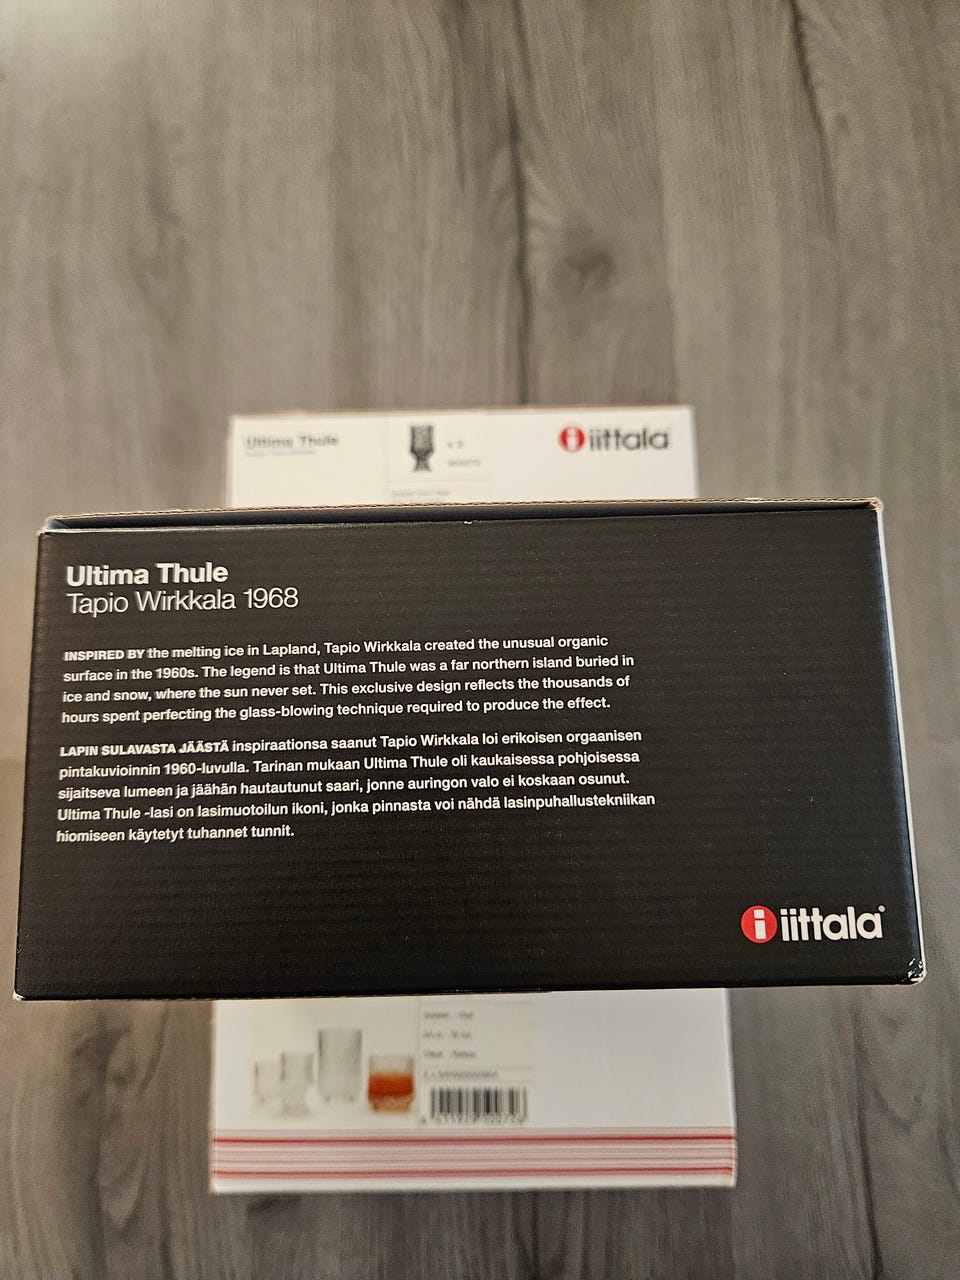 Ultima Thule
iittala
Ultima Thule
Tapio Wirkkala 1968
INSPIRED BY the melting ice in Lapland, Tapio Wirkkala created the unusual organic
surface in the 1960s. The legend is that Ultima Thule was a far northern island buried in
ice and snow, where the sun never set. This exclusive design reflects the thousands of
hours spent perfecting the glass-blowing technique required to produce the effect.
LAPIN SULAVASTA JÄÄSTÄ inspiraationsa saanut Tapio Wirkkala loi erikoisen orgaanisen
pintakuvioinnin 1960-luvulla. Tarinan mukaan Ultima Thule oli kaukaisessa pohjoisessa
sijaitseva lumeen ja jäähän hautautunut saari, jonne auringon valo ei koskaan osunut.
Ultima Thule -lasi on lasimuotoilun ikoni, jonka pinnasta voi nähdä lasinpuhallustekniikan
hiomiseen käytetyt tuhannet tunnit.
i iittala®